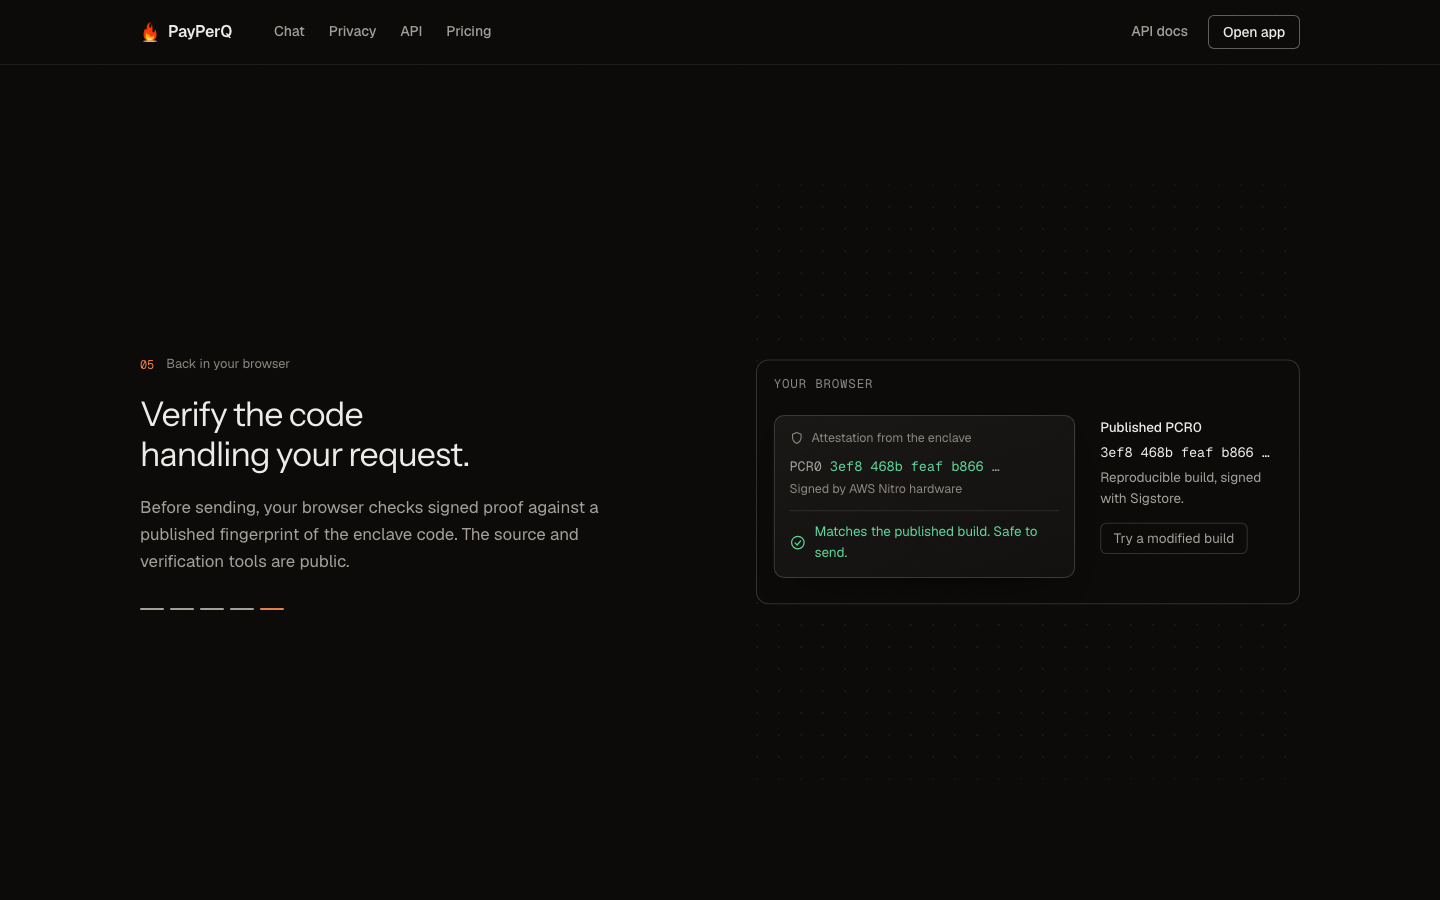 PayPerQ
Chat
Privacy
API
Pricing
API docs
Open app
05 Back in your browser
Verify the code
handling your request.
Before sending, your browser checks signed proof against a
published fingerprint of the enclave code. The source and
verification tools are public.
YOUR BROWSER
Attestation from the enclave
PCR0 3ef8 468b feaf b866 …
Signed by AWS Nitro hardware
Matches the published build. Safe to
send.
Published PCR0
3ef8 468b feaf b866 …
Reproducible build, signed
with Sigstore.
Try a modified build